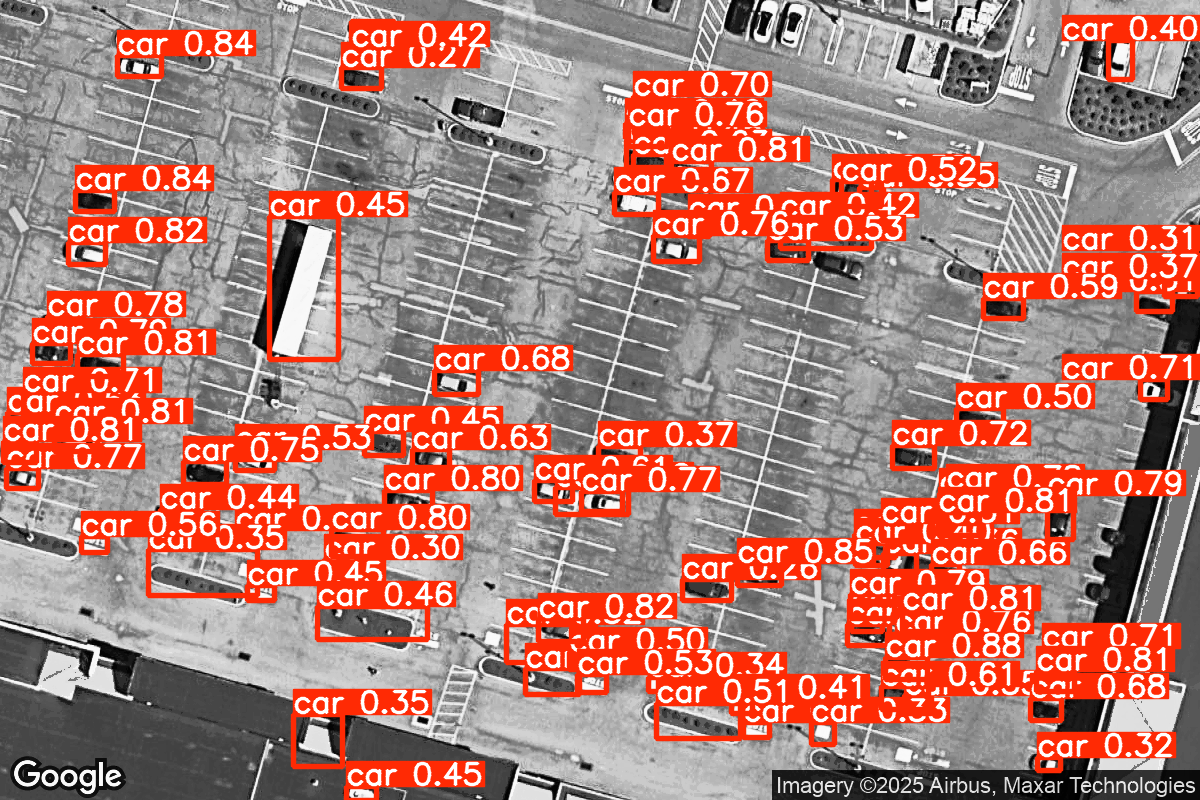 car 0.84
car 0.42
car 0.27
car 0.40
car 0.70
car 0.76
car 0.81
car 0.52
car 0.84
car 0.67
car 0.45
car 0.42
car 0.82
car 0.76
car 0.53
car 0.31
car 0.37
car 0.59
car 0.78
car 0.81
car 0.68
car 0.71
car 0.71
car 0.50
car 0.81
car 0.45
car 0.81
car 0.63
car 0.37
car 0.72
car 0.77
car 0.75
car 0.80
car 0.77
car 0.79
car 0.44
car 0.81
car 0.56
car 0.80
car 0.35
car 0.30
car 0.85
car 0.66
car 0.45
car 0.79
car 0.46
car 0.82
car 0.81
car 0.76
car 0.50
car 0.88
car 0.71
car 0.53
car 0.81
car 0.61
car 0.68
car 0.51
car 0.35
car 0.33
car 0.32
car 0.45
STOP
STOP
STOP
Google
Imagery ©2025 Airbus, Maxar Technologies